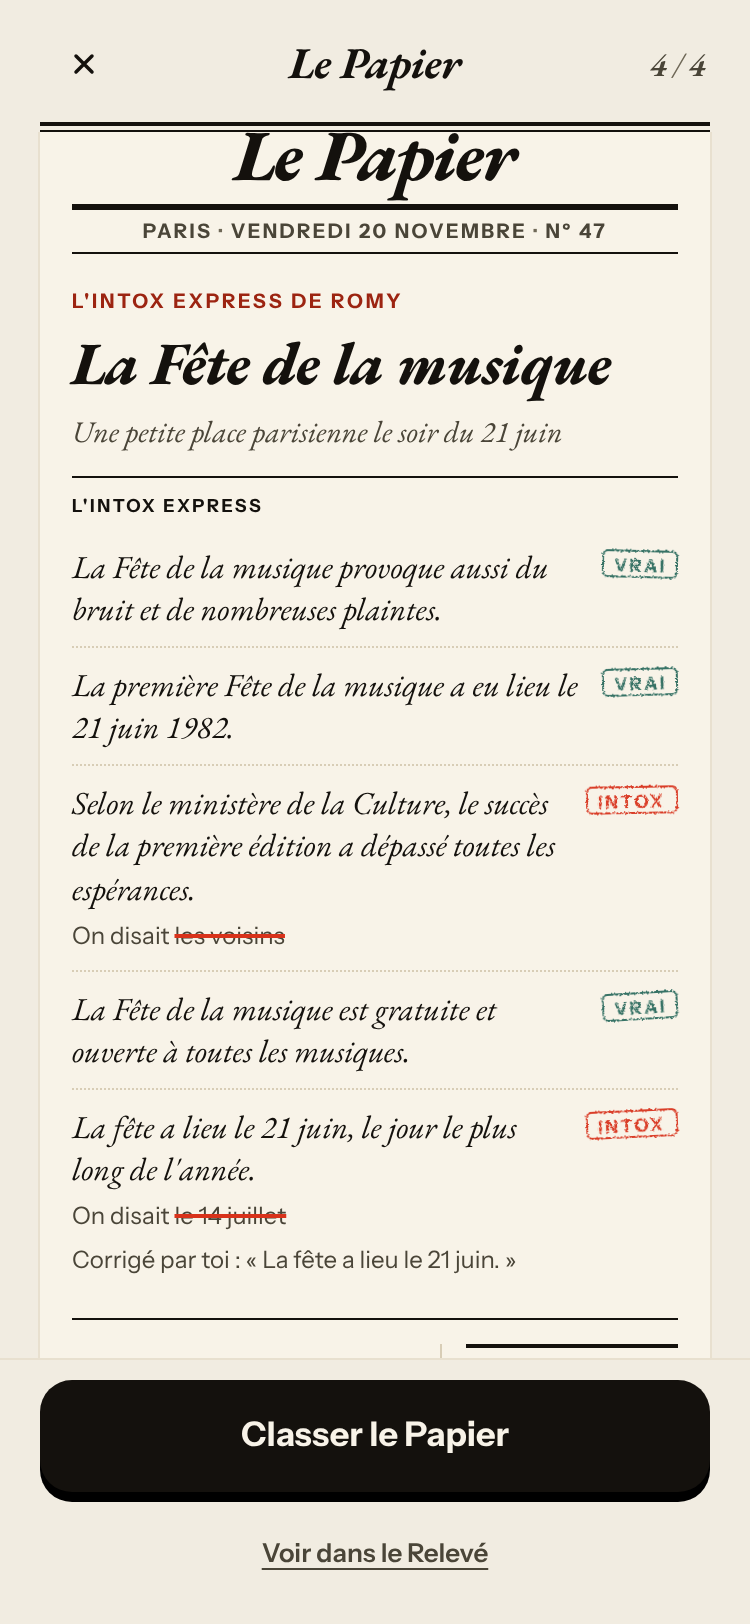 Le Papier
4 / 4
Le Papier
PARIS · VENDREDI 20 NOVEMBRE · N° 47
L'INTOX EXPRESS DE ROMY
La Fête de la musique
Une petite place parisienne le soir du 21 juin
L'INTOX EXPRESS
La Fête de la musique provoque aussi du
bruit et de nombreuses plaintes.
VRAI
La première Fête de la musique a eu lieu le
21 juin 1982.
VRAI
Selon le ministère de la Culture, le succès
de la première édition a dépassé toutes les
espérances.
INTOX
On disait les voisins
La Fête de la musique est gratuite et
ouverte à toutes les musiques.
VRAI
La fête a lieu le 21 juin, le jour le plus
long de l'année.
INTOX
On disait le 14 juillet
Corrigé par toi : « La fête a lieu le 21 juin. »
Classer le Papier
Voir dans le Relevé